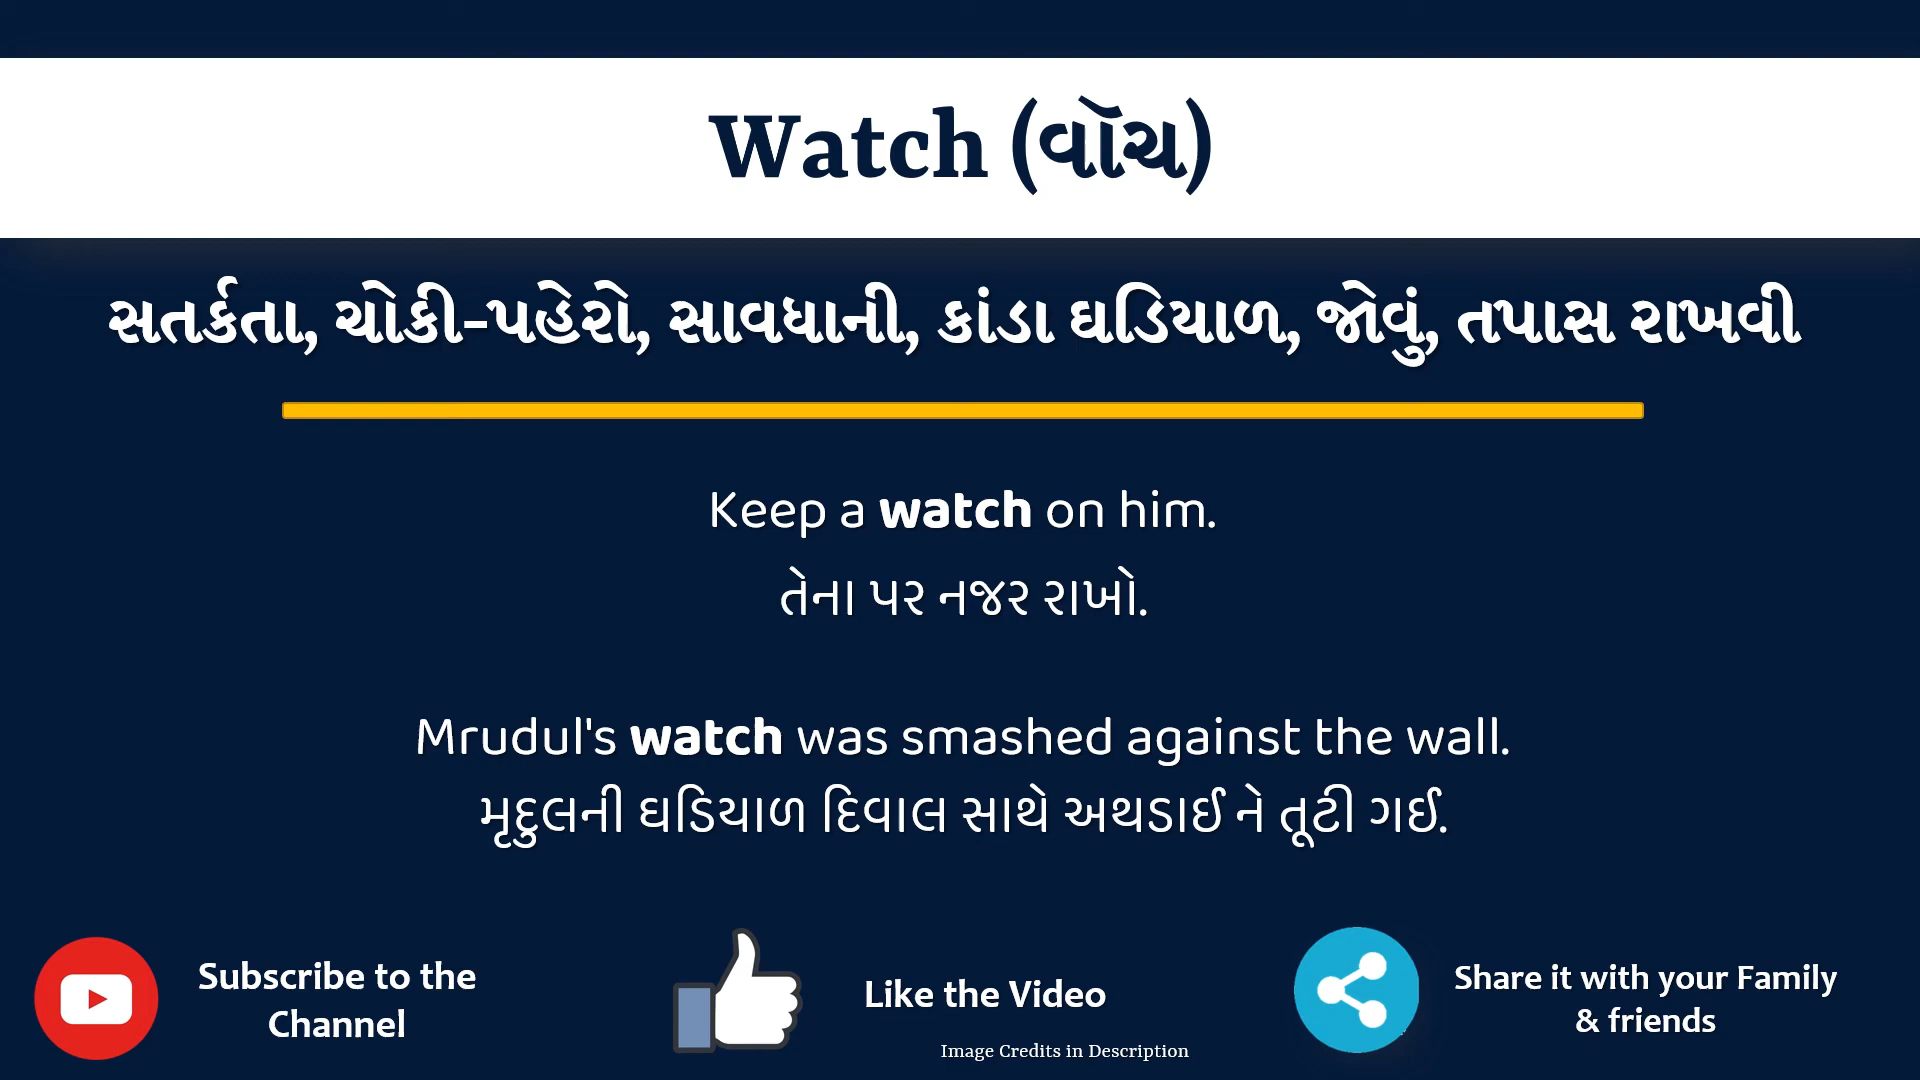 Watch (વૉચ)
સતર્કતા, ચોકી-પહેરો, સાવધાની, કાંડા ઘડિયાળ, જોવું, તપાસ રાખવી
Keep a watch on him.
તેના પર નજર રાખો.
Mrudul's watch was smashed against the wall.
મૃદુલની ઘડિયાળ દિવાલ સાથે અથડાઈ ને તૂટી ગઈ.
Subscribe to the
Channel
Like the Video
Share it with your Family
& friends
Image Credits in Description